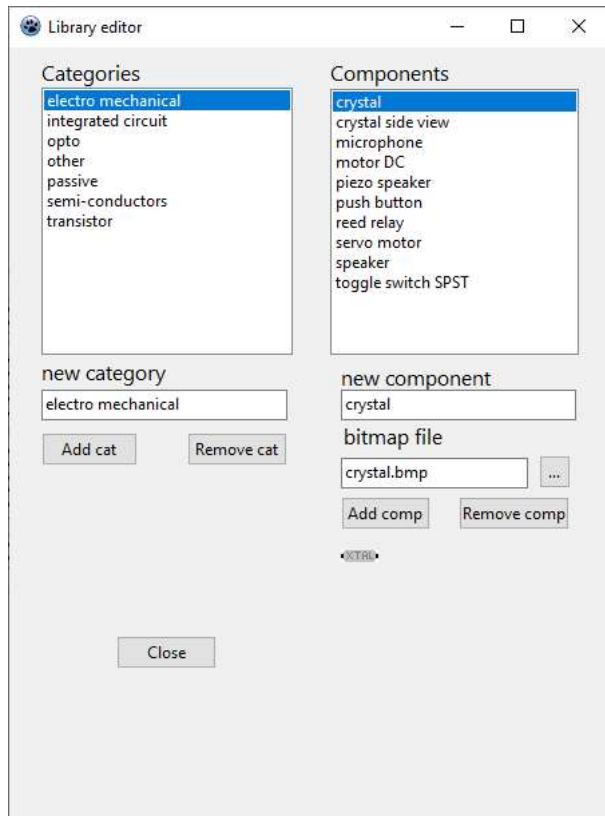 Library editor
Categories
electro mechanical
integrated circuit
opto
other
passive
semi-conductors
transistor
Components
crystal
crystal side view
microphone
motor DC
piezo speaker
push button
reed relay
servo motor
speaker
toggle switch SPST
new category
electro mechanical
Add cat Remove cat
new component
crystal
bitmap file
crystal.bmp ...
Add comp Remove comp
XTAL
Close